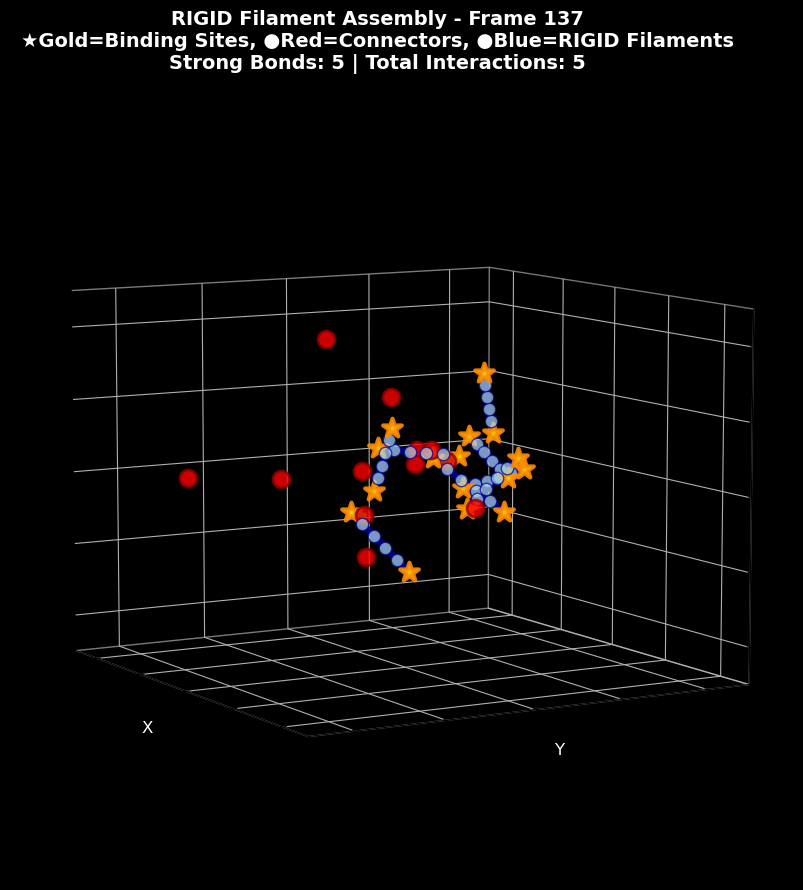 RIGID Filament Assembly - Frame 137
★Gold=Binding Sites, ●Red=Connectors, ●Blue=RIGID Filaments
Strong Bonds: 5 | Total Interactions: 5
X
Y